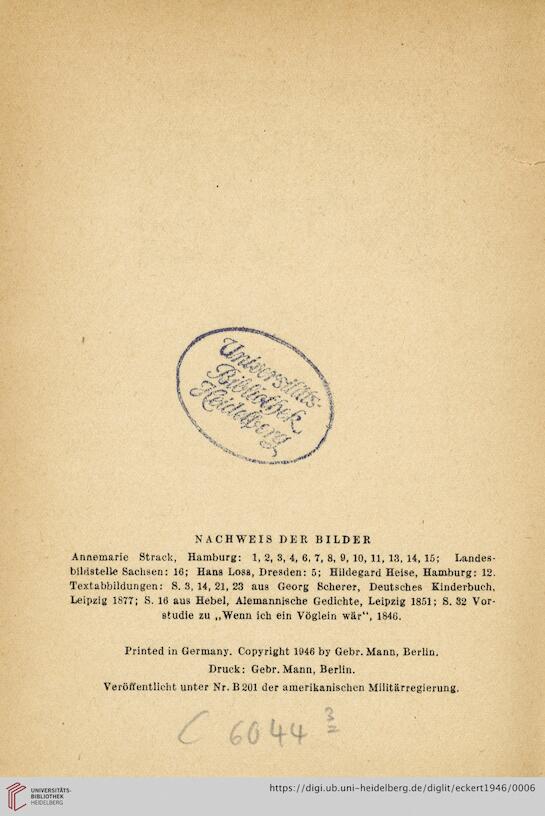 Universitäts-
Bibliothek
Heidelberg
NACHWEIS DER BILDER
Annemarie Strack, Hamburg: 1, 2, 3, 4, 6, 7, 8, 9, 10, 11, 13, 14, 15; Landes-
bildstelle Sachsen: 16; Hans Loss, Dresden: 5; Hildegard Heise, Hamburg: 12.
Textabbildungen: S. 3, 14, 21, 23 aus Georg Scherer, Deutsches Kinderbuch,
Leipzig 1877; S. 16 aus Hebel, Alemannische Gedichte, Leipzig 1851; S. 32 Vor-
studie zu „Wenn ich ein Vöglein wär“, 1846.
Printed in Germany. Copyright 1946 by Gebr. Mann, Berlin.
Druck: Gebr. Mann, Berlin.
Veröffentlicht unter Nr. B 201 der amerikanischen Militärregierung.
C 6044 3
UNIVERSITÄTS-
BIBLIOTHEK
HEIDELBERG
https://digi.ub.uni-heidelberg.de/diglit/eckert1946/0006